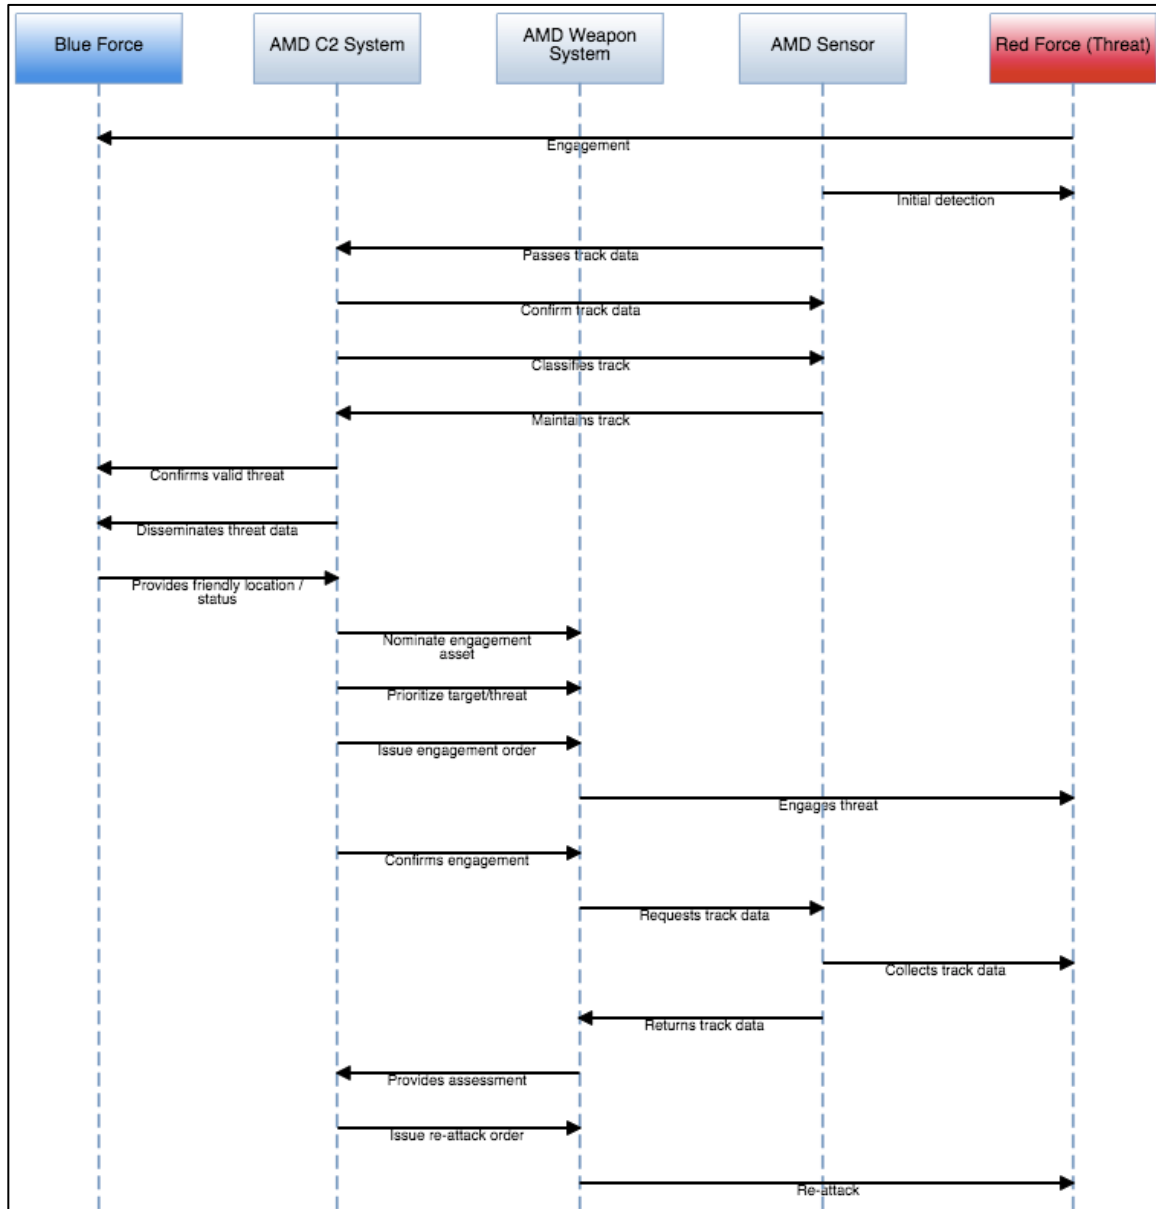 Blue Force
AMD C2 System
AMD Weapon
System
AMD Sensor
Red Force (Threat)
Engagement
Initial detection
Passes track data
Confirm track data
Classifies track
Maintains track
Confirms valid threat
Disseminates threat data
Provides friendly location /
status
Nominate engagement
asset
Prioritize target/threat
Issue engagement order
Engages threat
Confirms engagement
Requests track data
Collects track data
Returns track data
Provides assessment
Issue re-attack order
Re-attack